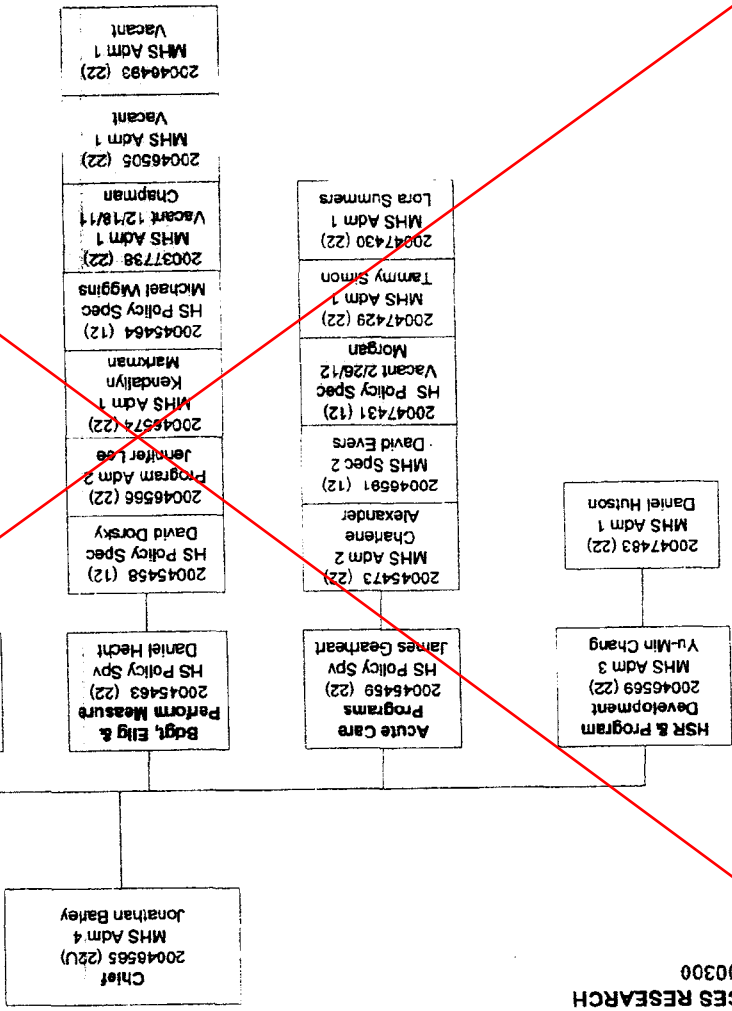 CES RESEARCH
00300
Chief
20046565 (22U)
MHS Adm 4
Jonathan Barley
HSR & Program
Development
20046569 (22)
MHS Adm 3
Yu-Min Chang
20047483 (22)
MHS Adm 1
Daniel Hutson
Acute Care
Programs
20045459 (22)
HS Policy Spv
James Gearheart
20045473 (22)
MHS Adm 2
Charlene
Alexander
20046591 (12)
MHS Spec 2
David Evers
20047431 (12)
HS Policy Spec
Vacant 2/26/12
Morgan
20047429 (22)
MHS Adm 1
Tammy Simon
20047430 (22)
MHS Adm 1
Lora Summers
Bdgt, Elig &
Perform Measure
20045463 (22)
HS Policy Spv
Daniel Hecht
20045458 (12)
HS Policy Spec
David Dorsky
20046566 (22)
Program Adm 2
Jennifer Lee
20046574 (22)
MHS Adm 1
Kendallyn
Markman
20045464 (12)
HS Policy Spec
Michael Wiggins
20037738 (22)
MHS Adm 1
Vacant 12/18/11
Chapman
20046505 (22)
MHS Adm 1
Vacant
20046493 (22)
MHS Adm 1
Vacant